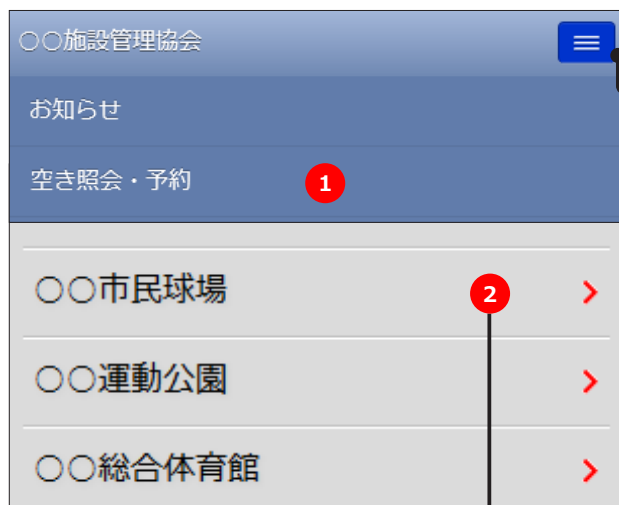 ○○施設管理協会
お知らせ
空き照会・予約
1
○○市民球場
2
○○運動公園
○○総合体育館